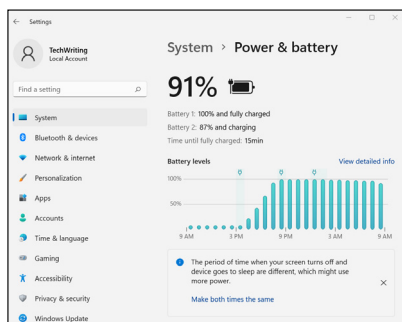 Settings
TechWriting
Local Account
Find a setting
System
Bluetooth & devices
Network & internet
Personalization
Apps
Accounts
Time & language
Gaming
Accessibility
Privacy & security
Windows Update
System > Power & battery
91%
Battery 1: 100% and fully charged
Battery 2: 87% and charging
Time until fully charged: 15min
Battery levels
View detailed info
100%
50%
9 AM 3 PM 9 PM 3 AM 9 AM
The period of time when your screen turns off and
device goes to sleep are different, which might use
more power.
Make both times the same